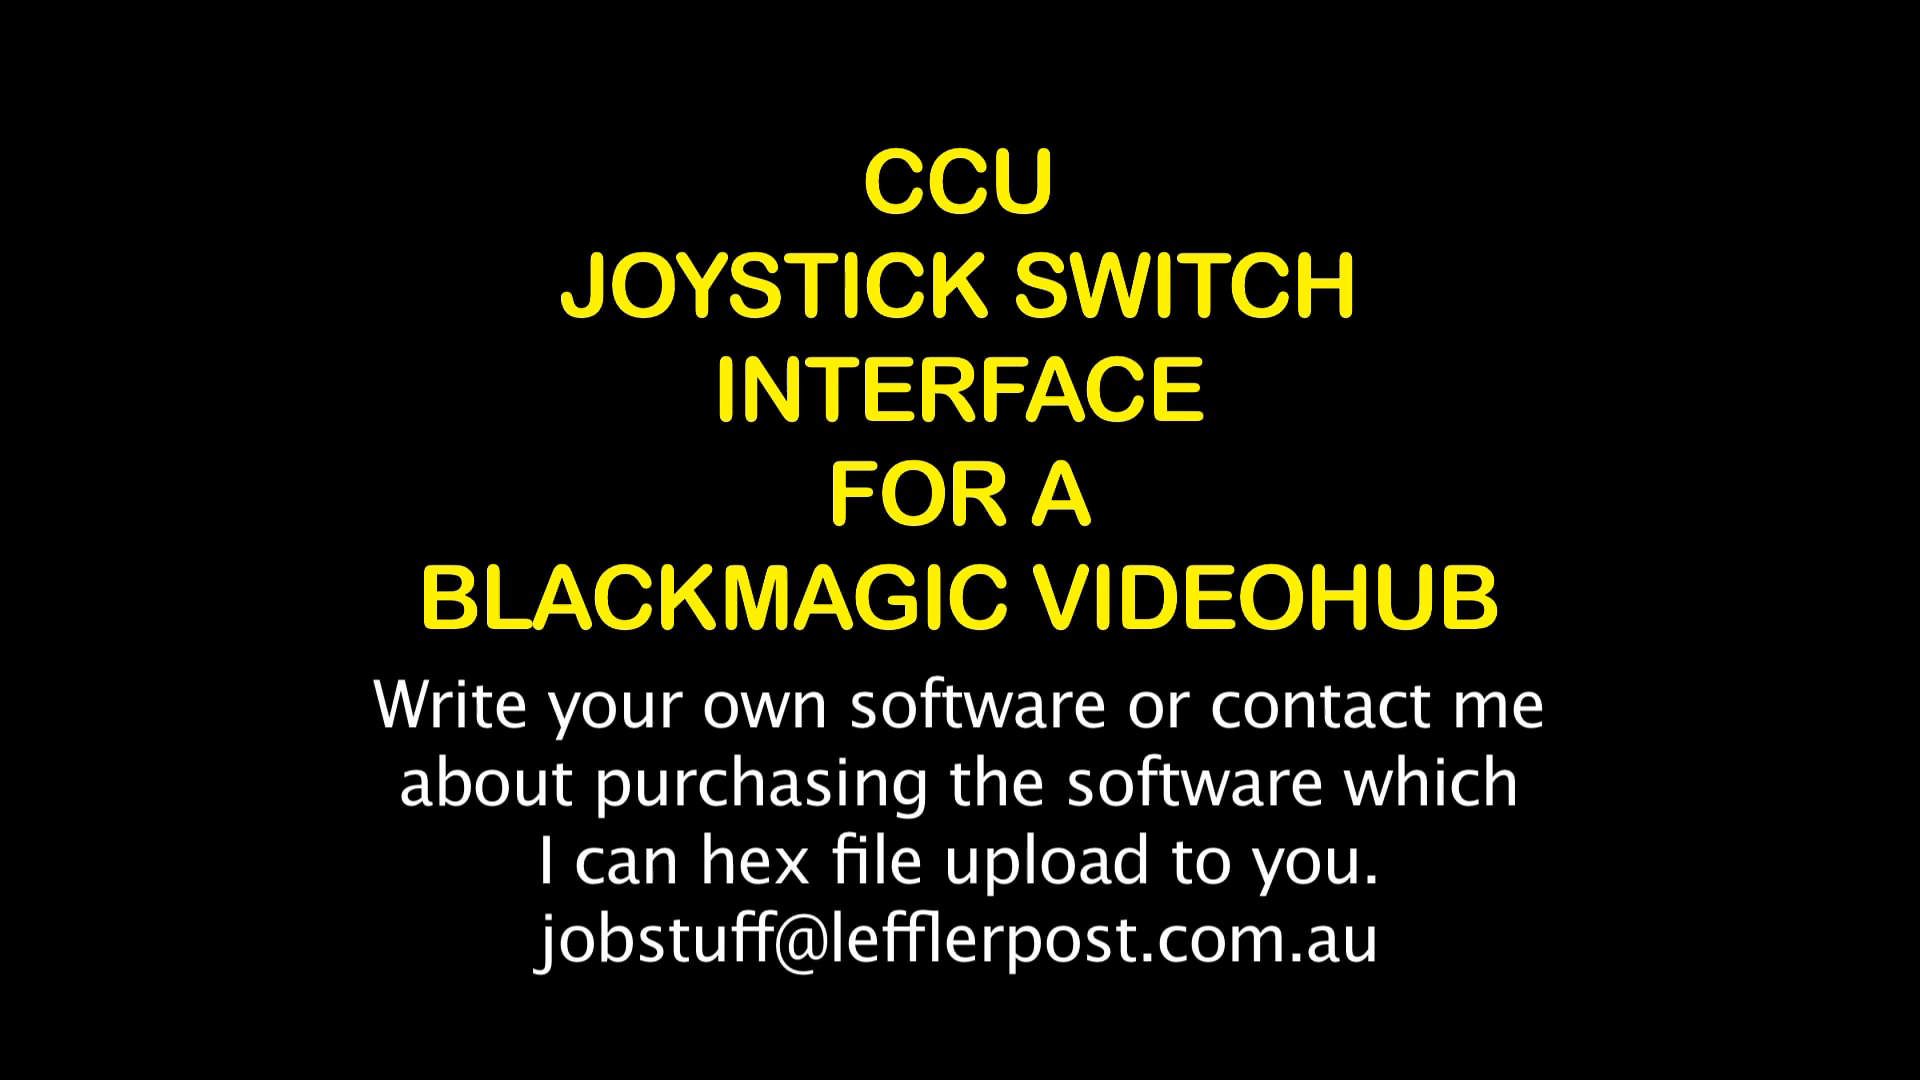 CCU
JOYSTICK SWITCH
INTERFACE
FOR A
BLACKMAGIC VIDEOHUB
Write your own software or contact me
about purchasing the software which
I can hex file upload to you.
jobstuff@lefflerpost.com.au